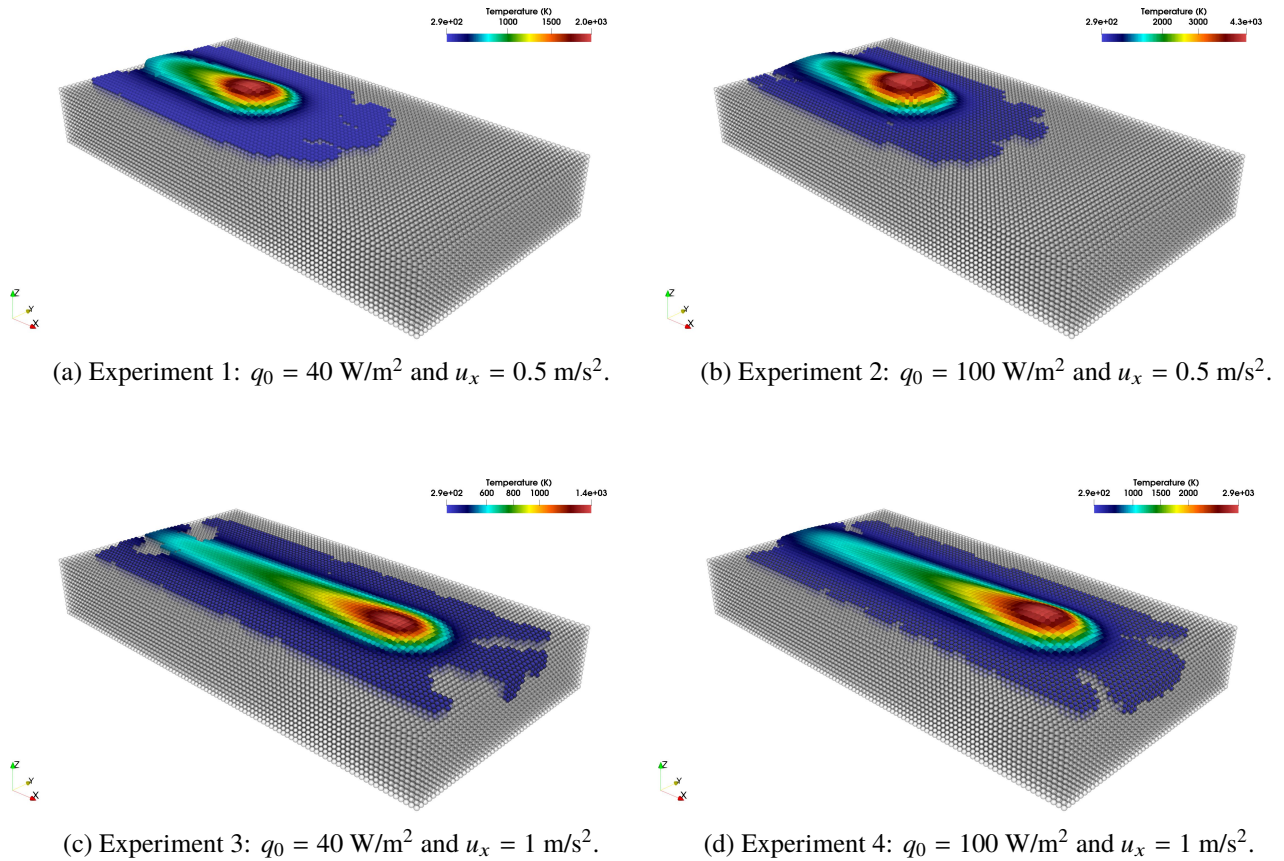 Temperature (K)
2.9e+02 1000 1500 2.0e+03
Z
Y
X
(a) Experiment 1: q₀ = 40 W/m² and uₓ = 0.5 m/s².
Temperature (K)
2.9e+02 2000 3000 4.3e+03
Z
Y
X
(b) Experiment 2: q₀ = 100 W/m² and uₓ = 0.5 m/s².
Temperature (K)
2.9e+02 600 800 1000 1.4e+03
Z
Y
X
(c) Experiment 3: q₀ = 40 W/m² and uₓ = 1 m/s².
Temperature (K)
2.9e+02 1000 1500 2000 2.9e+03
Z
Y
X
(d) Experiment 4: q₀ = 100 W/m² and uₓ = 1 m/s².